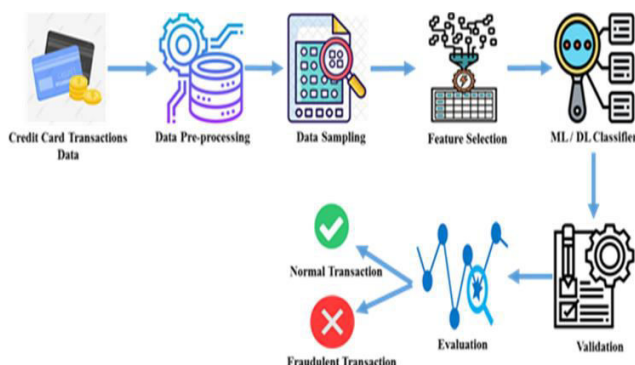 Credit Card Transactions
Data
Data Pre-processing
Data Sampling
Feature Selection
ML / DL Classifier
Normal Transaction
Fraudulent Transaction
Evaluation
Validation